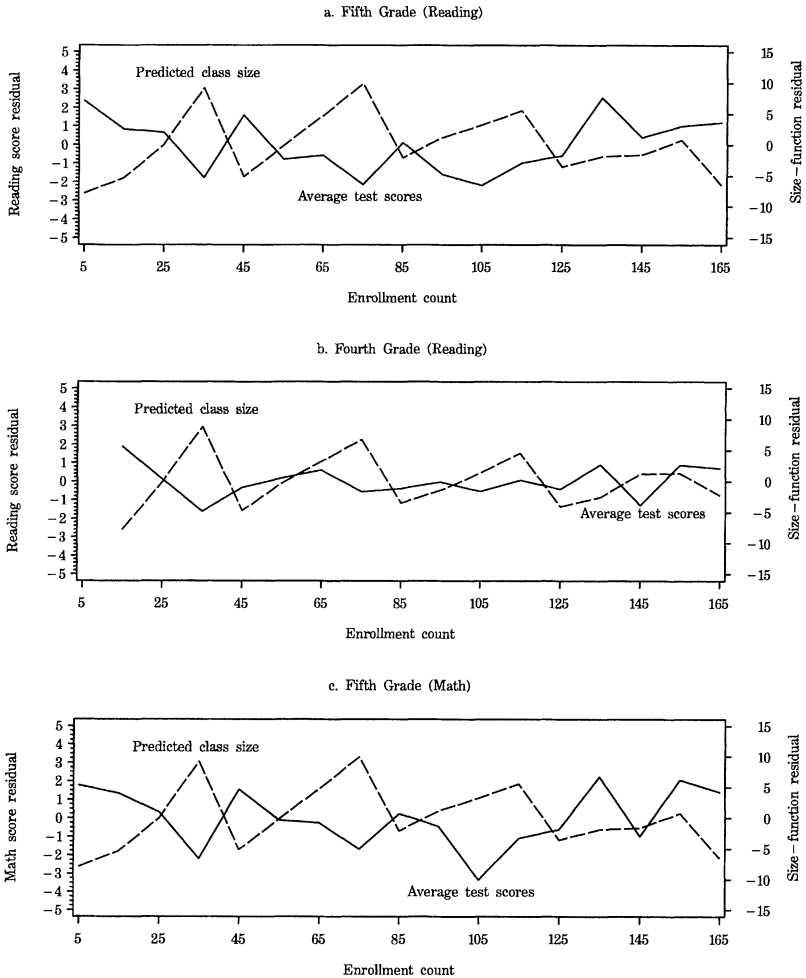 a. Fifth Grade (Reading)
5
4
3
2
1
0
−1
−2
−3
−4
−5
Reading score residual
Predicted class size
Average test scores
15
10
5
0
−5
−10
−15
Size−function residual
5 25 45 65 85 105 125 145 165
Enrollment count
b. Fourth Grade (Reading)
5
4
3
2
1
0
−1
−2
−3
−4
−5
Reading score residual
Predicted class size
Average test scores
15
10
5
0
−5
−10
−15
Size−function residual
5 25 45 65 85 105 125 145 165
Enrollment count
c. Fifth Grade (Math)
5
4
3
2
1
0
−1
−2
−3
−4
−5
Math score residual
Predicted class size
Average test scores
15
10
5
0
−5
−10
−15
Size−function residual
5 25 45 65 85 105 125 145 165
Enrollment count